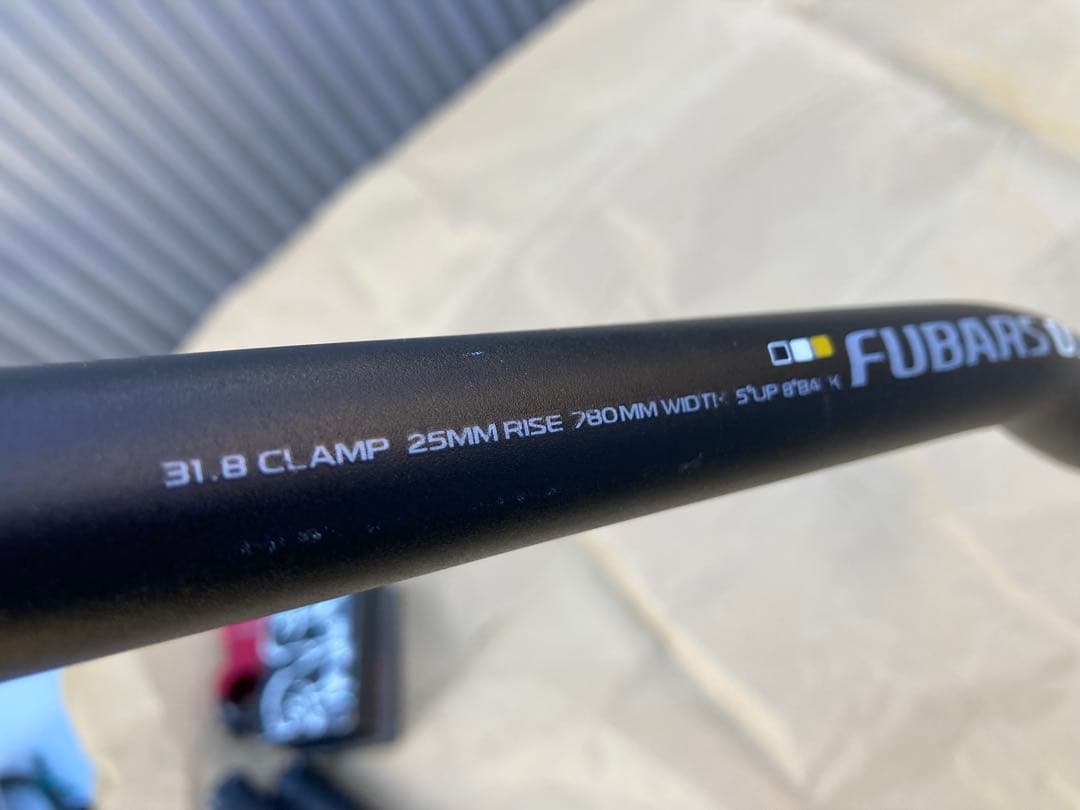 FUBARS
31.8 CLAMP 25MM RISE 780MM WIDTH 5°UP 8°BACK